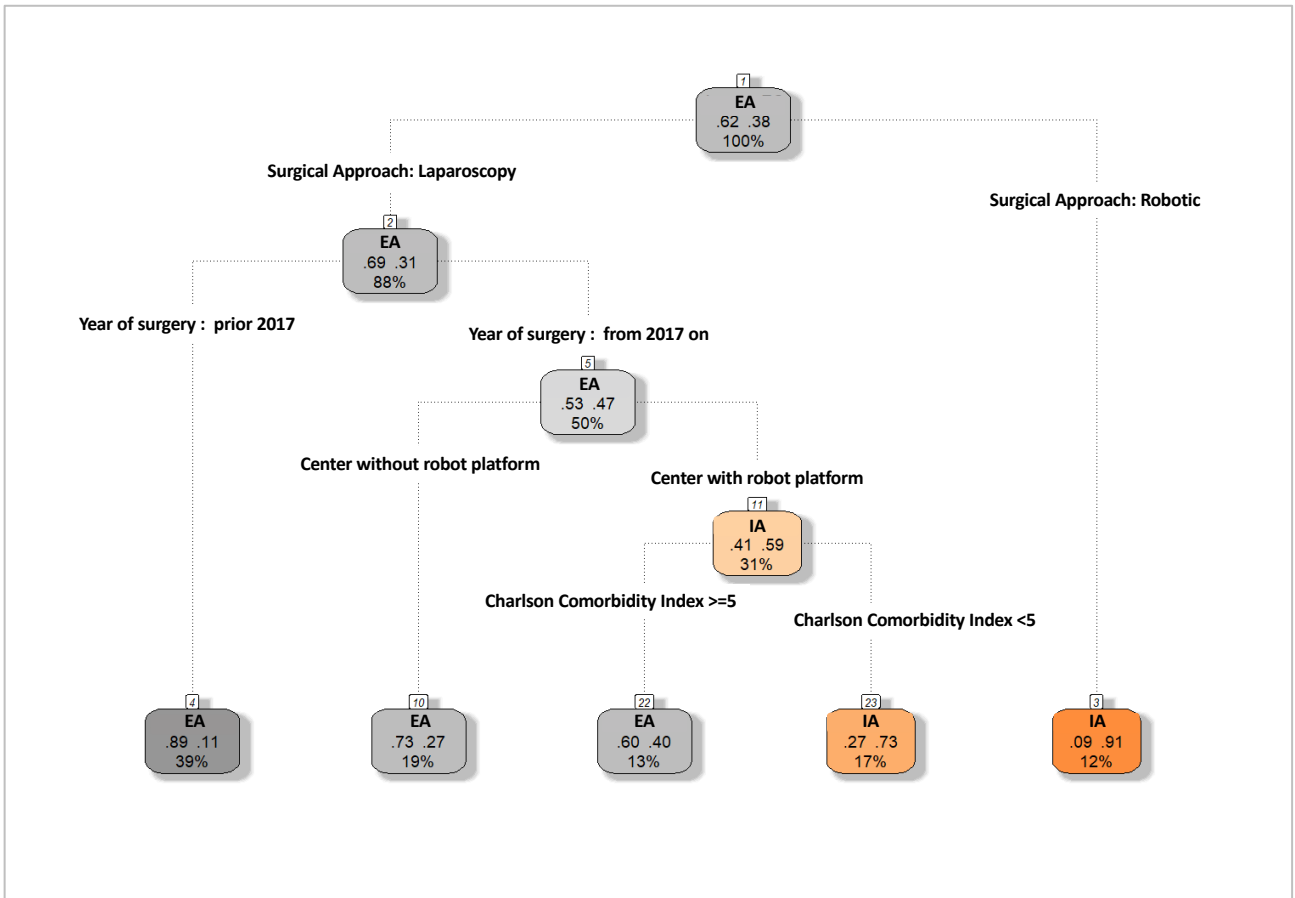 1
EA
.62 .38
100%
Surgical Approach: Laparoscopy
Surgical Approach: Robotic
2
EA
.69 .31
88%
Year of surgery : prior 2017
Year of surgery : from 2017 on
5
EA
.53 .47
50%
Center without robot platform
Center with robot platform
11
IA
.41 .59
31%
Charlson Comorbidity Index >=5
Charlson Comorbidity Index <5
4
EA
.89 .11
39%
10
EA
.73 .27
19%
22
EA
.60 .40
13%
23
IA
.27 .73
17%
3
IA
.09 .91
12%